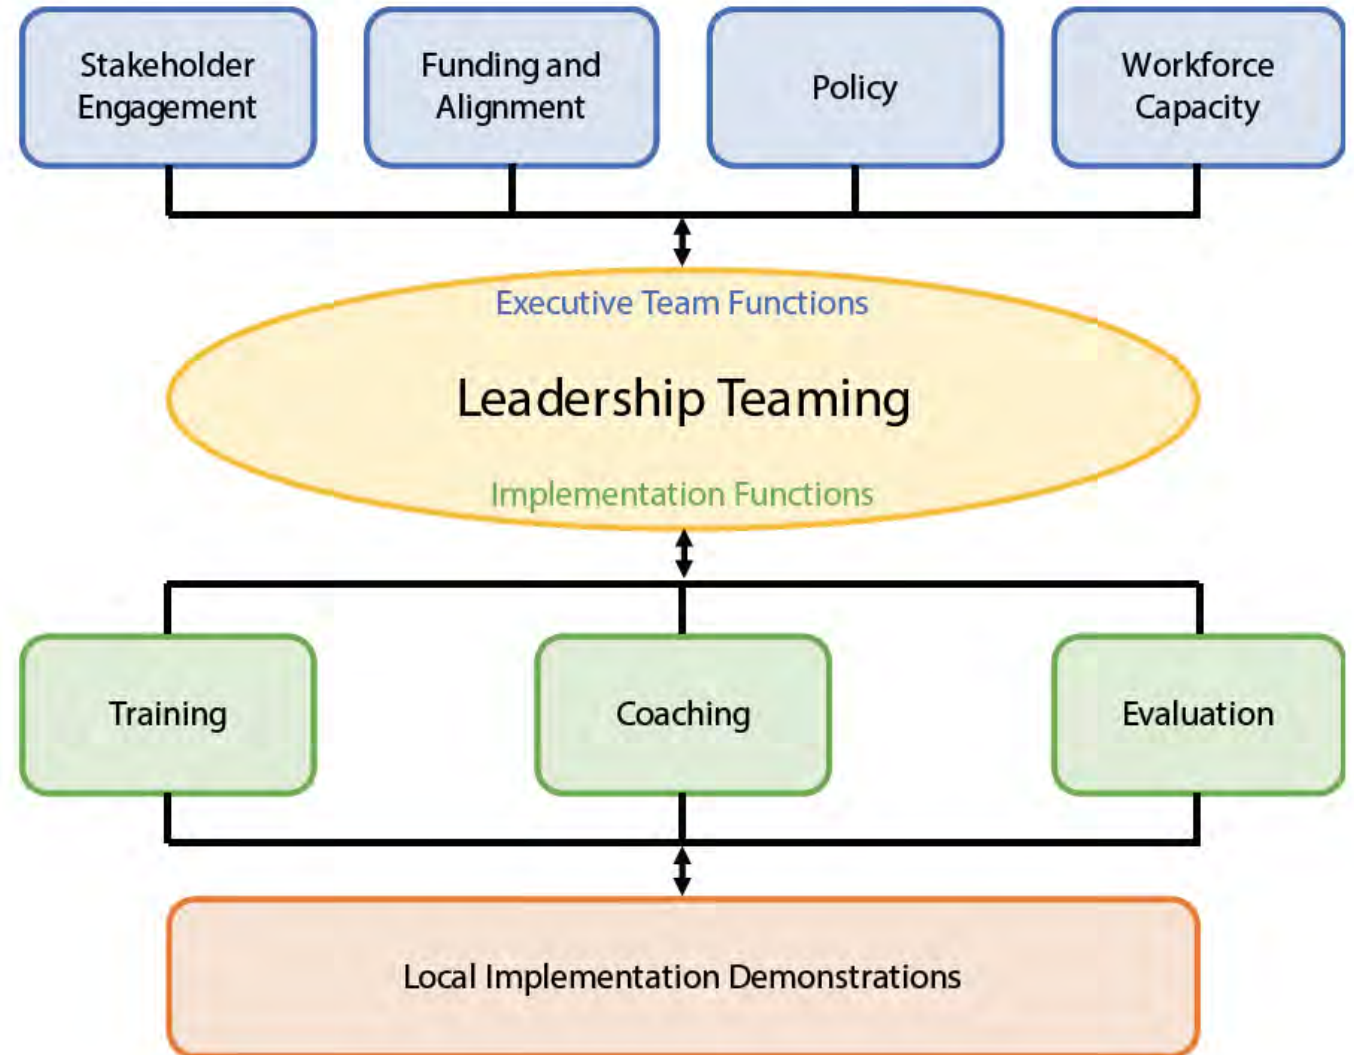 Stakeholder
Engagement
Funding and
Alignment
Policy
Workforce
Capacity
Executive Team Functions
Leadership Teaming
Implementation Functions
Training
Coaching
Evaluation
Local Implementation Demonstrations